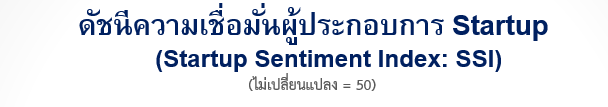 ดัชนีความเชื่อมั่นผู้ประกอบการ Startup
(Startup Sentiment Index: SSI)
(ไม่เปลี่ยนแปลง = 50)